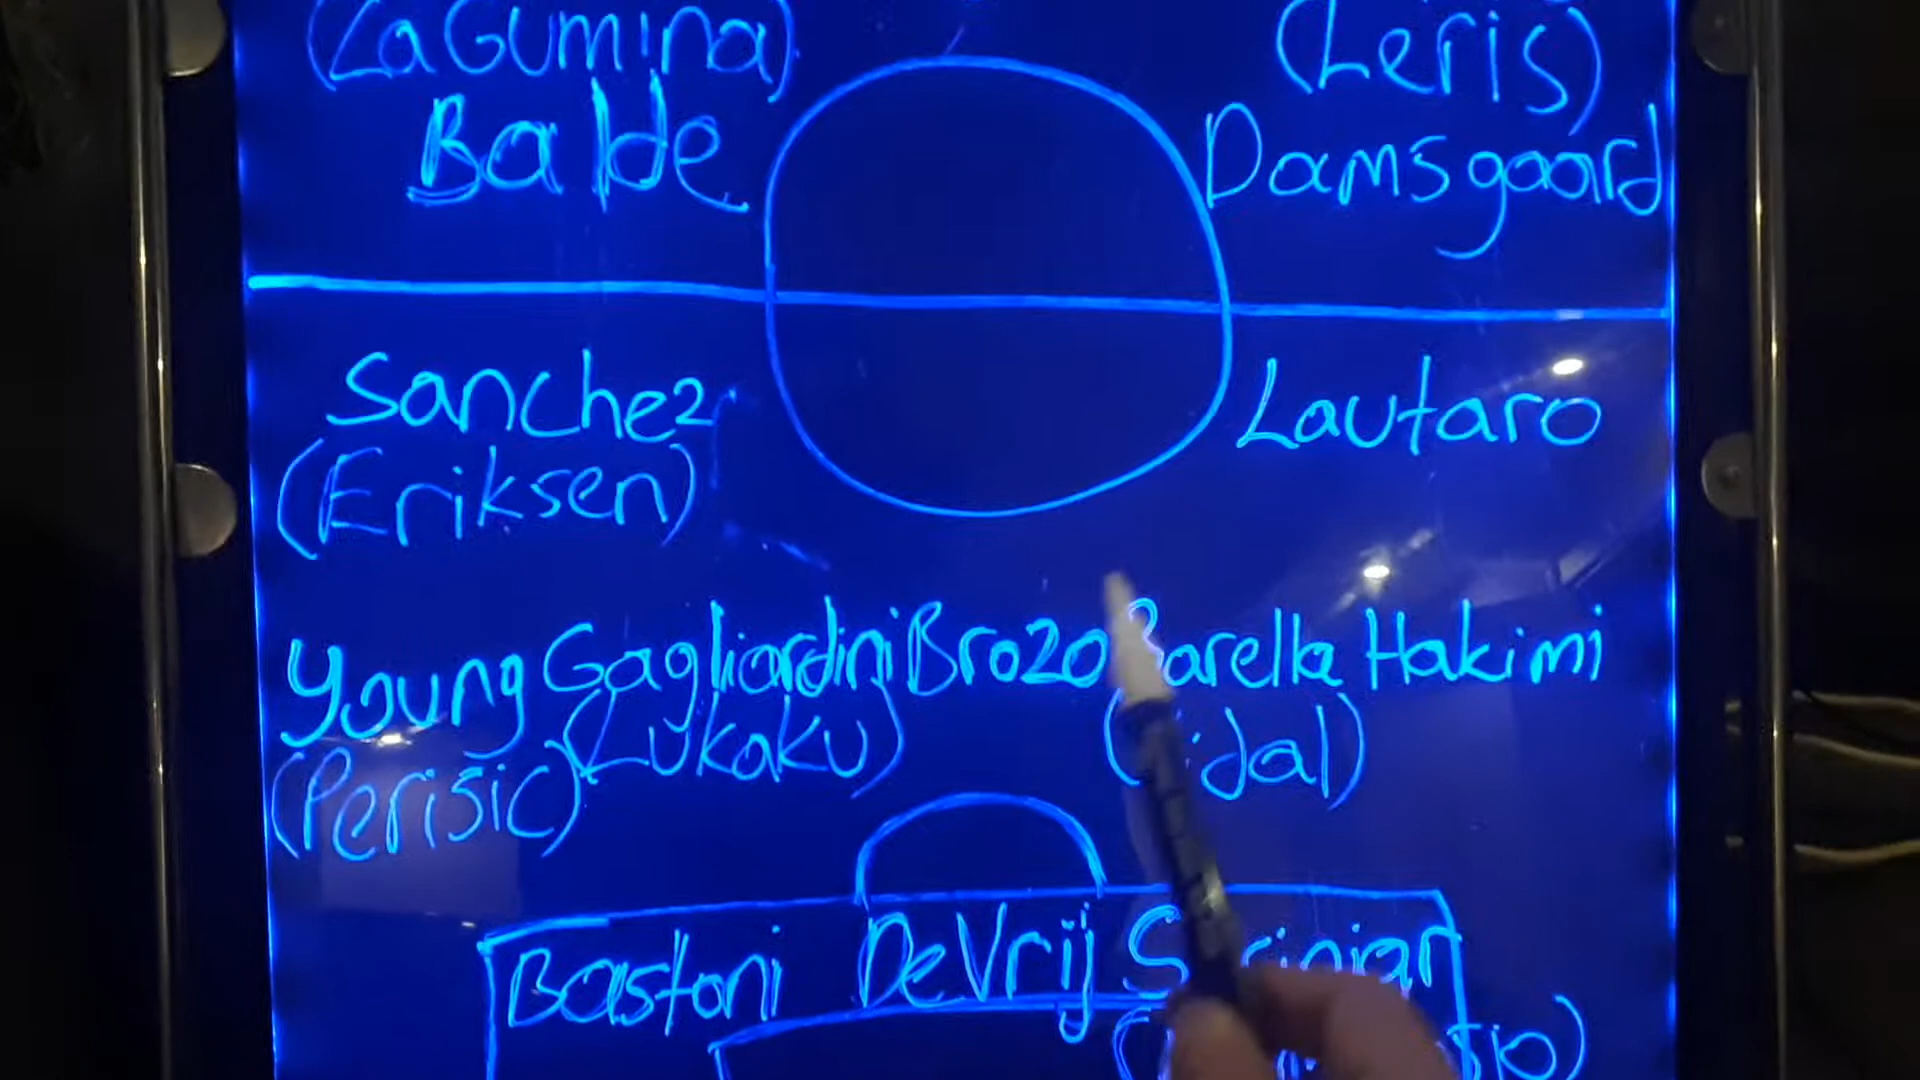 (LaGumina) (Leris)
Balde Damsgaard
Sanchez Lautaro
(Eriksen)
Young Gagliardini Brozo Barella Hakimi
(Perisic) (Lukaku)
Bastoni DeVrij